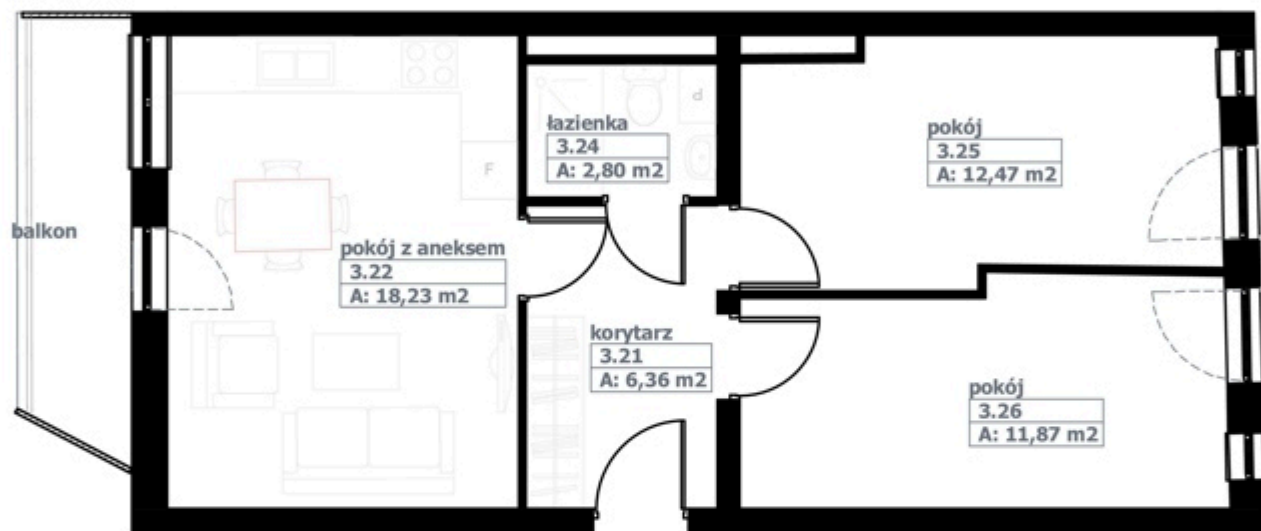 balkon
pokój z aneksem
3.22
A: 18,23 m2
F
łazienka
3.24
A: 2,80 m2
P
korytarz
3.21
A: 6,36 m2
pokój
3.25
A: 12,47 m2
pokój
3.26
A: 11,87 m2